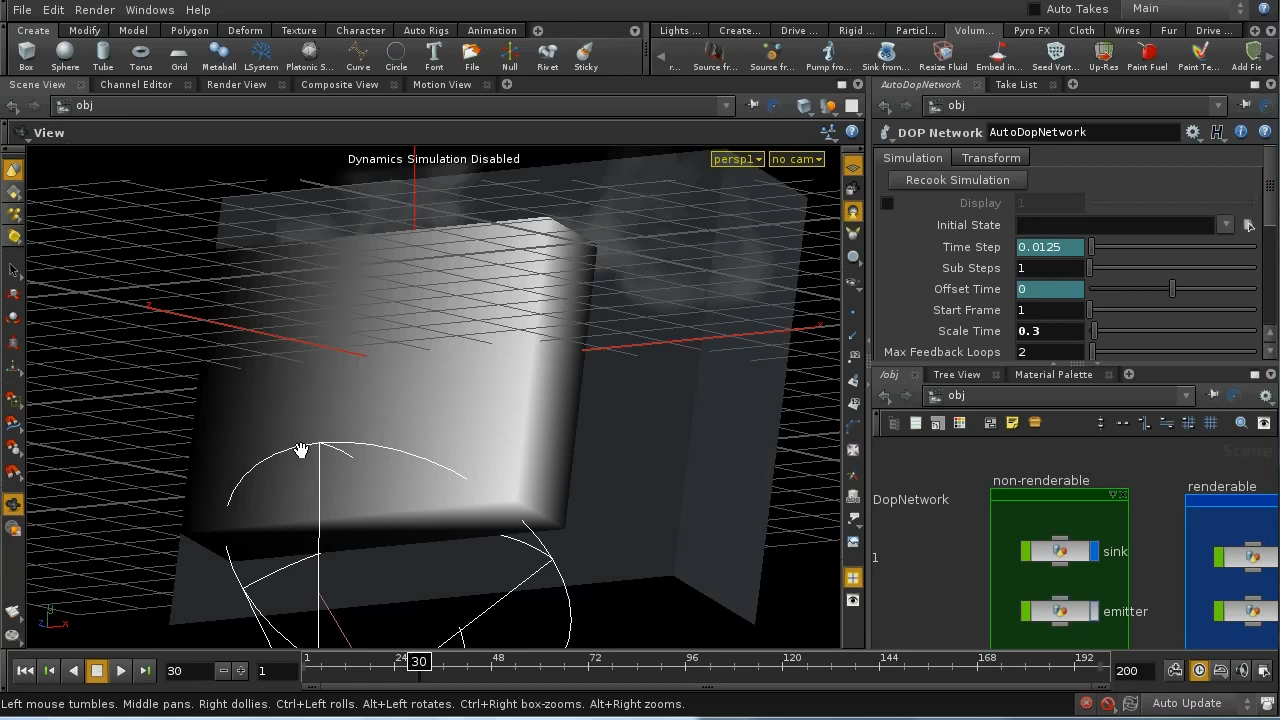 File Edit Render Windows Help Auto Takes Main
Create Modify Model Polygon Deform Texture Character Auto Rigs Animation Lights ... Create... Drive ... Rigid ... Particl... Volum... Pyro FX Cloth Wires Fur Drive ...
Box Sphere Tube Torus Grid Metaball LSystem Platonic S... Curve Circle Font File Null Rivet Sticky r... Source fr... Source fr... Pump fro... Sink from... Resize Fluid Embed in... Seed Vort... Up-Res Paint Fuel Paint Te... Add Fire
Scene View Channel Editor Render View Composite View Motion View AutoDopNetwork Take List
obj obj
View DOP Network AutoDopNetwork
Dynamics Simulation Disabled persp1 no cam
Simulation Transform
Recook Simulation
Display 1
Initial State
Time Step 0.0125
Sub Steps 1
Offset Time 0
Start Frame 1
Scale Time 0.3
Max Feedback Loops 2
/obj Tree View Material Palette
obj
Scene
non-renderable
renderable
DopNetwork
sink
1
emitter
z x
y
z x
30 1 1 24 30 48 72 96 120 144 168 192 200
Left mouse tumbles. Middle pans. Right dollies. Ctrl+Left rolls. Alt+Left rotates. Ctrl+Right box-zooms. Alt+Right zooms. Auto Update